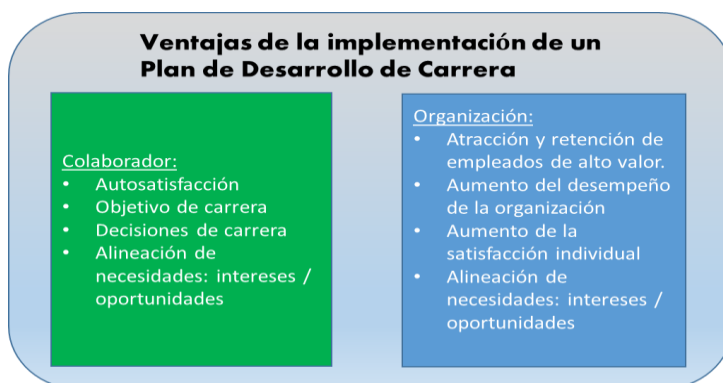 Ventajas de la implementación de un
Plan de Desarrollo de Carrera
Colaborador:
• Autosatisfacción
• Objetivo de carrera
• Decisiones de carrera
• Alineación de
necesidades: intereses /
oportunidades
Organización:
• Atracción y retención de
empleados de alto valor.
• Aumento del desempeño
de la organización
• Aumento de la
satisfacción individual
• Alineación de
necesidades: intereses /
oportunidades